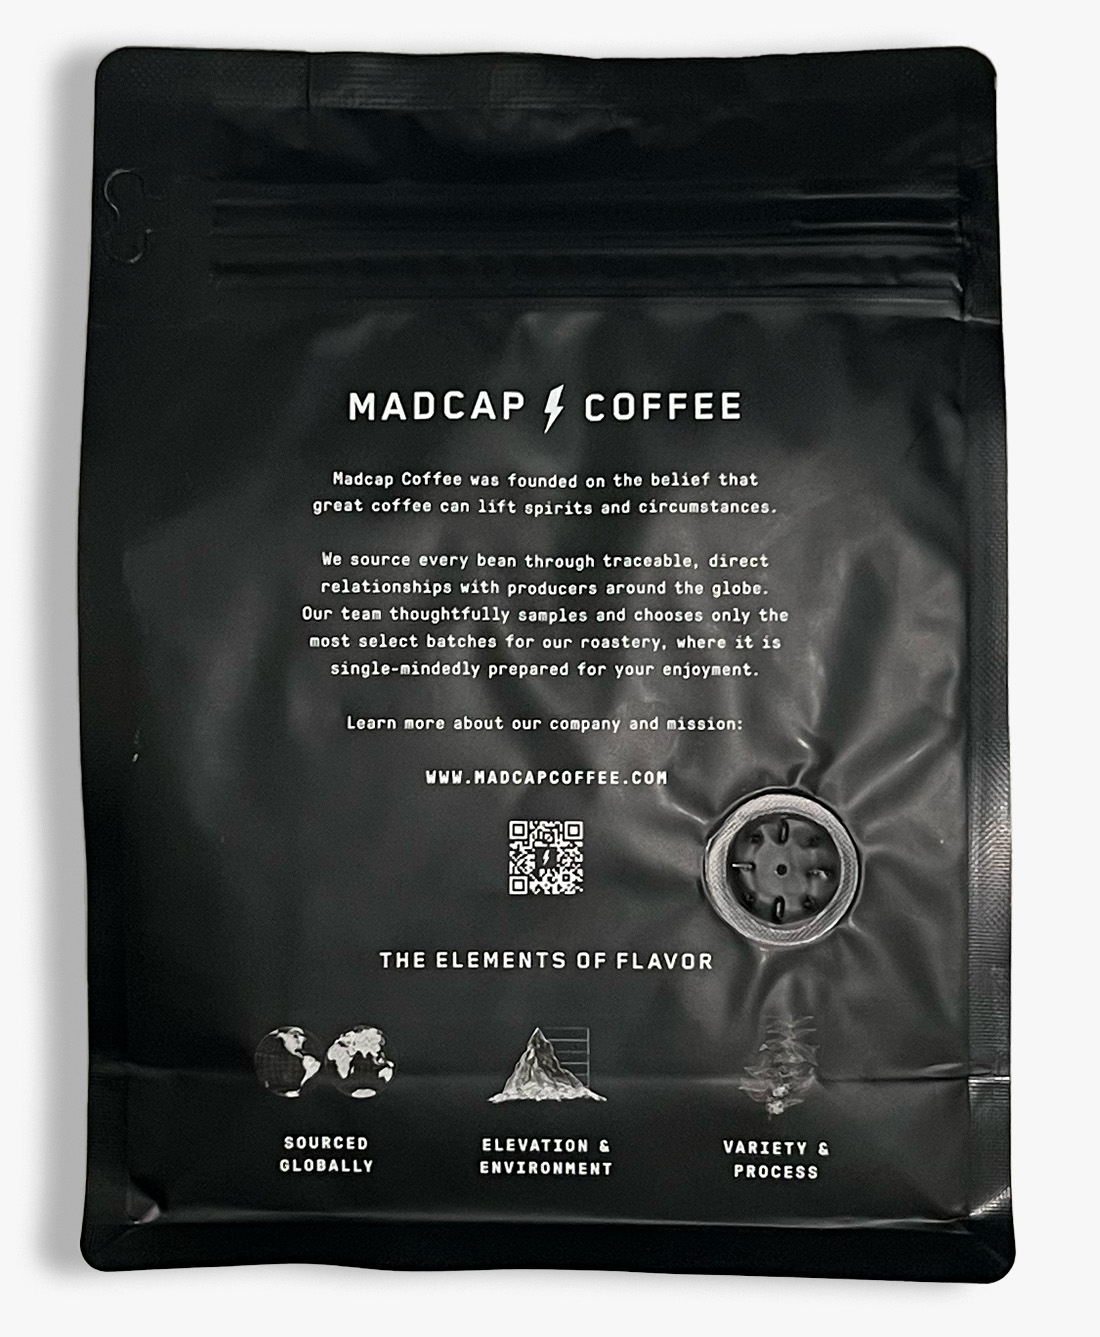 MADCAP COFFEE
Madcap Coffee was founded on the belief that
great coffee can lift spirits and circumstances.
We source every bean through traceable, direct
relationships with producers around the globe.
Our team thoughtfully samples and chooses only the
most select batches for our roastery, where it is
single-mindedly prepared for your enjoyment.
Learn more about our company and mission:
WWW.MADCAPCOFFEE.COM
THE ELEMENTS OF FLAVOR
SOURCED
GLOBALLY
ELEVATION &
ENVIRONMENT
VARIETY &
PROCESS